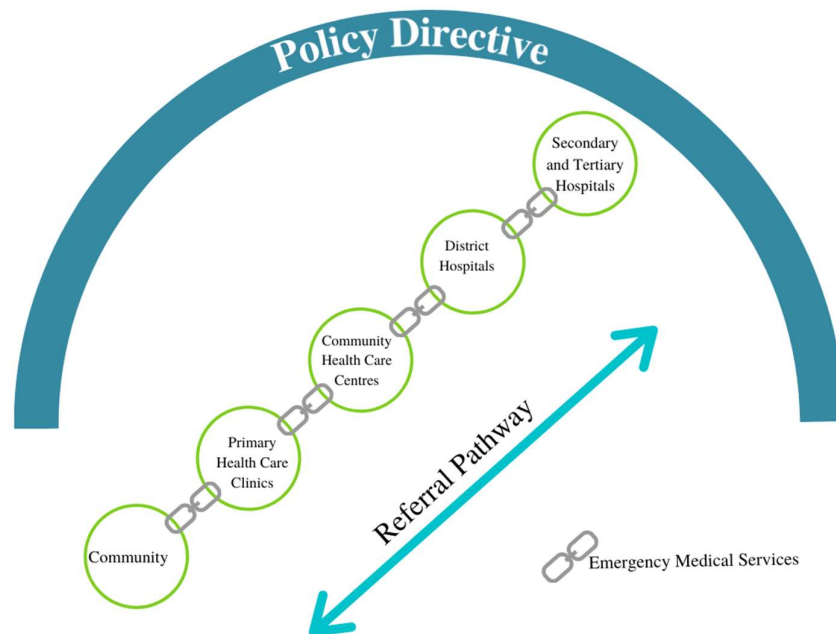 Policy Directive
Secondary
and Tertiary
Hospitals
District
Hospitals
Community
Health Care
Centres
Primary
Health Care
Clinics
Community
Referral Pathway
Emergency Medical Services